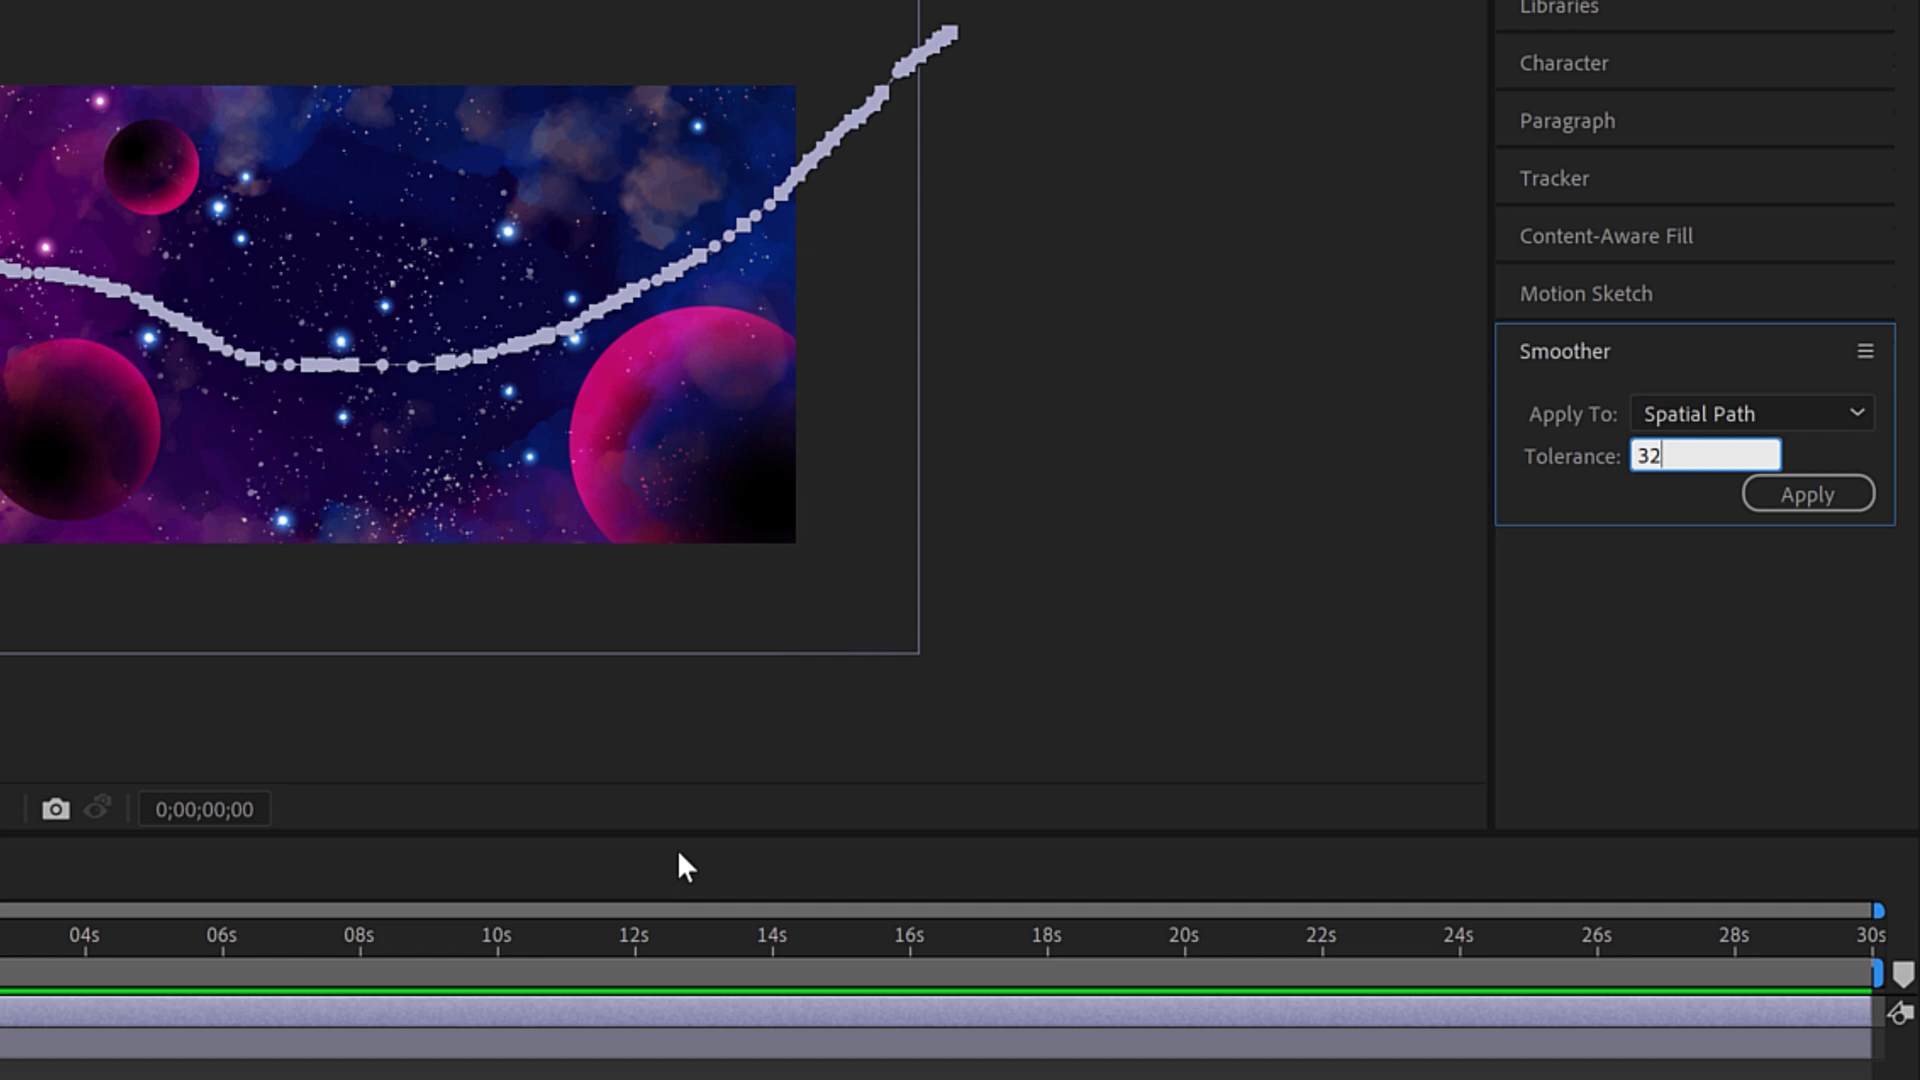 Libraries
Character
Paragraph
Tracker
Content-Aware Fill
Motion Sketch
Smoother
Apply To: Spatial Path
Tolerance: 32
Apply
0;00;00;00
04s 06s 08s 10s 12s 14s 16s 18s 20s 22s 24s 26s 28s 30s